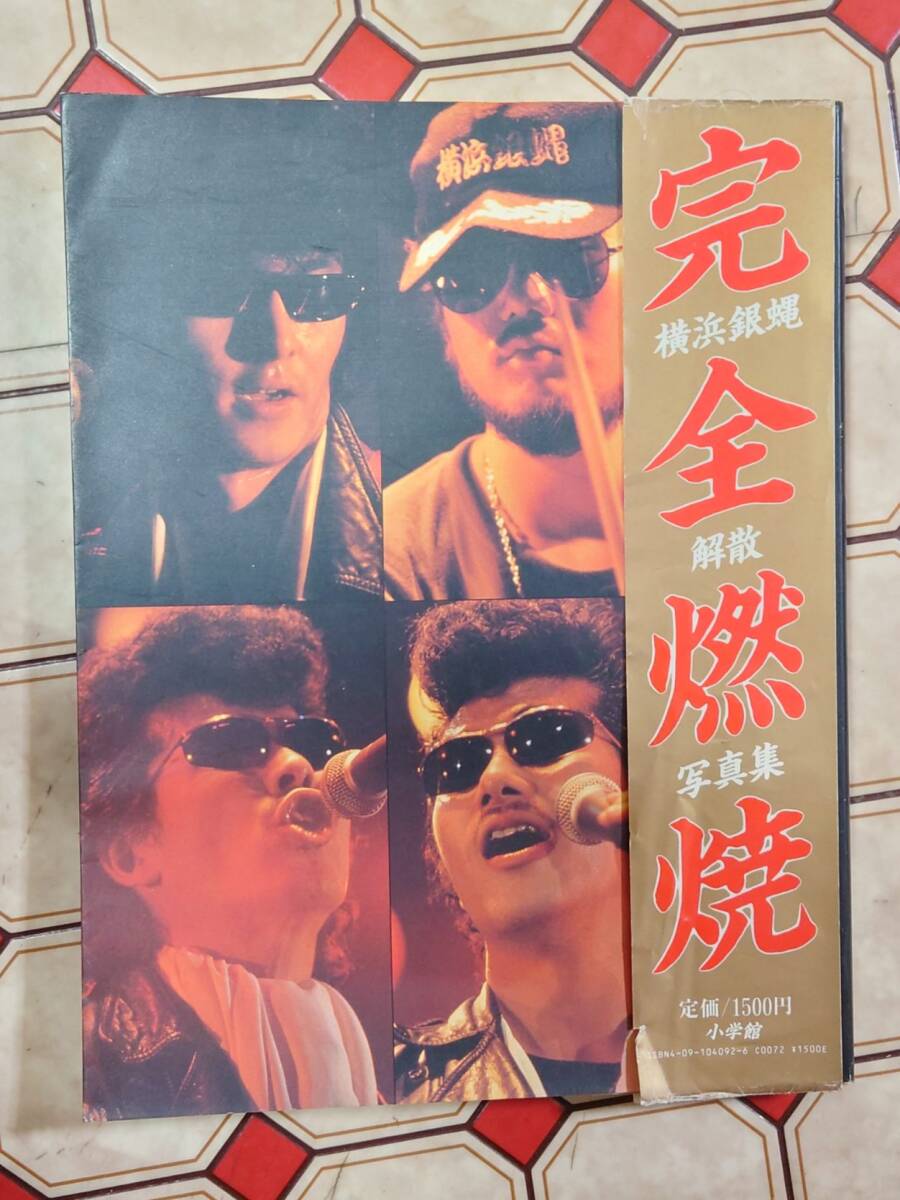 横浜銀蝿
完全燃焼
横浜銀蝿
解散
写真集
定価/1500円
小学館
ISBN4-09-104092-6 C0072 ¥1500E